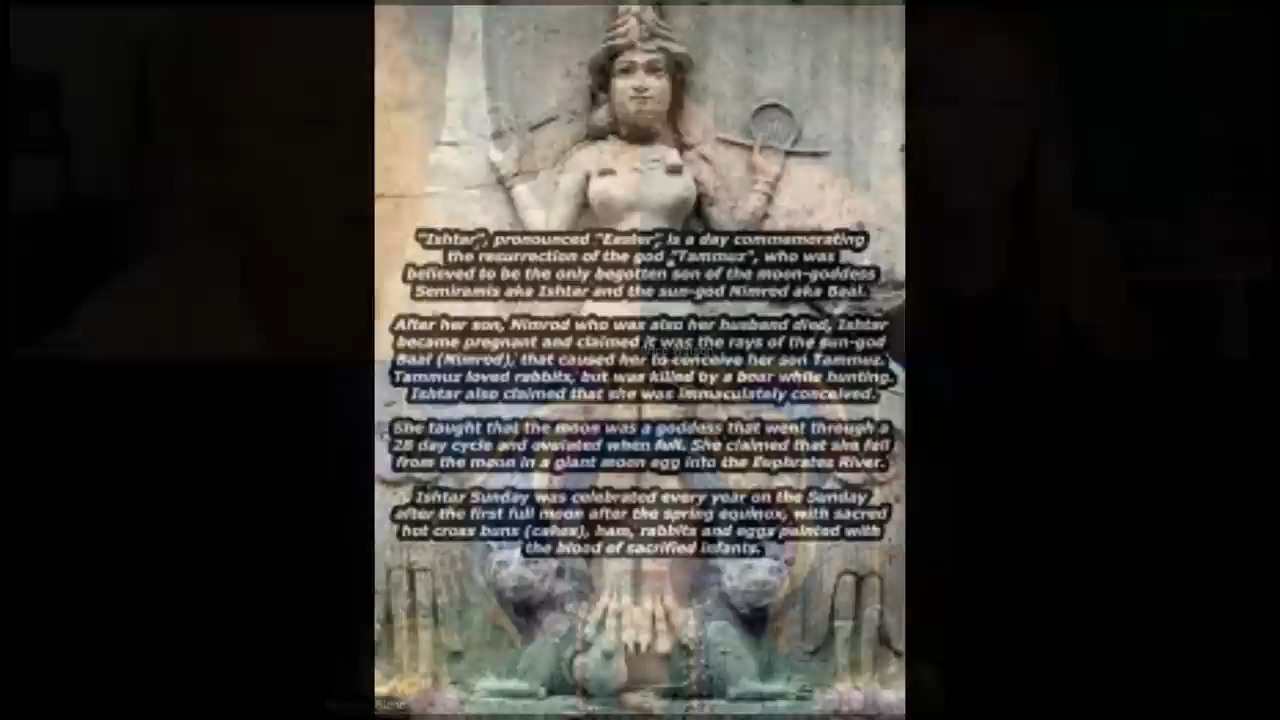 "Ishtar", pronounced "Easter", is a day commemorating
the resurrection of the god "Tammuz", who was
believed to be the only begotten son of the moon-goddess
Semiramis aka Ishtar and the sun-god Nimrod aka Baal.
After her son, Nimrod who was also her husband died, Ishtar
became pregnant and claimed it was the rays of the sun-god
Baal (Nimrod), that caused her to conceive her son Tammuz.
Tammuz loved rabbits, but was killed by a boar while hunting.
Ishtar also claimed that she was immaculately conceived.
She taught that the moon was a goddess that went through a
28 day cycle and ovulated when full. She claimed that she fell
from the moon in a giant moon egg into the Euphrates River.
Ishtar Sunday was celebrated every year on the Sunday
after the first full moon after the spring equinox, with sacred
hot cross buns (cakes), ham, rabbits and eggs painted with
the blood of sacrified infants.